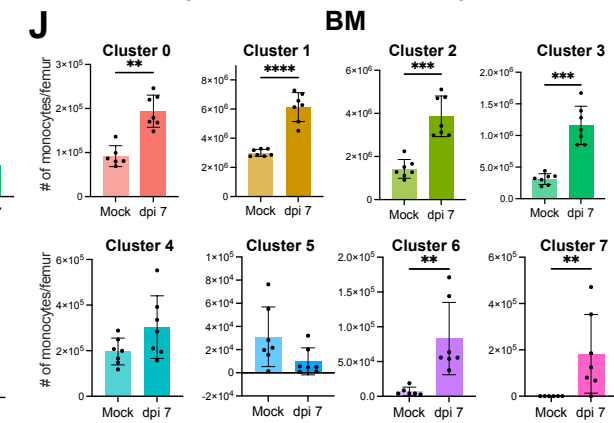 J
BM
Cluster 0
Cluster 1
Cluster 2
Cluster 3
# of monocytes/femur
3×10⁵
2×10⁵
1×10⁵
0
**
Mock dpi 7
8×10⁶
6×10⁶
4×10⁶
2×10⁶
0
****
Mock dpi 7
6×10⁶
4×10⁶
2×10⁶
0
***
Mock dpi 7
2.0×10⁶
1.5×10⁶
1.0×10⁶
5.0×10⁵
0.0
***
Mock dpi 7
Cluster 4
Cluster 5
Cluster 6
Cluster 7
# of monocytes/femur
6×10⁵
4×10⁵
2×10⁵
0
Mock dpi 7
1×10⁵
8×10⁴
6×10⁴
4×10⁴
2×10⁴
0
-2×10⁴
Mock dpi 7
2.0×10⁵
1.5×10⁵
1.0×10⁵
5.0×10⁴
0.0
**
Mock dpi 7
6×10⁵
4×10⁵
2×10⁵
0
**
Mock dpi 7